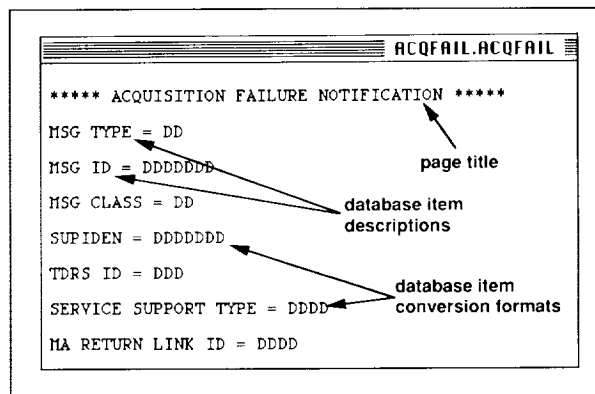 ACQFAIL.ACQFAIL
***** ACQUISITION FAILURE NOTIFICATION *****
MSG TYPE = DD
page title
MSG ID = DDDDDDD
MSG CLASS = DD
database item
descriptions
SUPIDEN = DDDDDDD
TDRS ID = DDD
database item
conversion formats
SERVICE SUPPORT TYPE = DDDD
MA RETURN LINK ID = DDDD